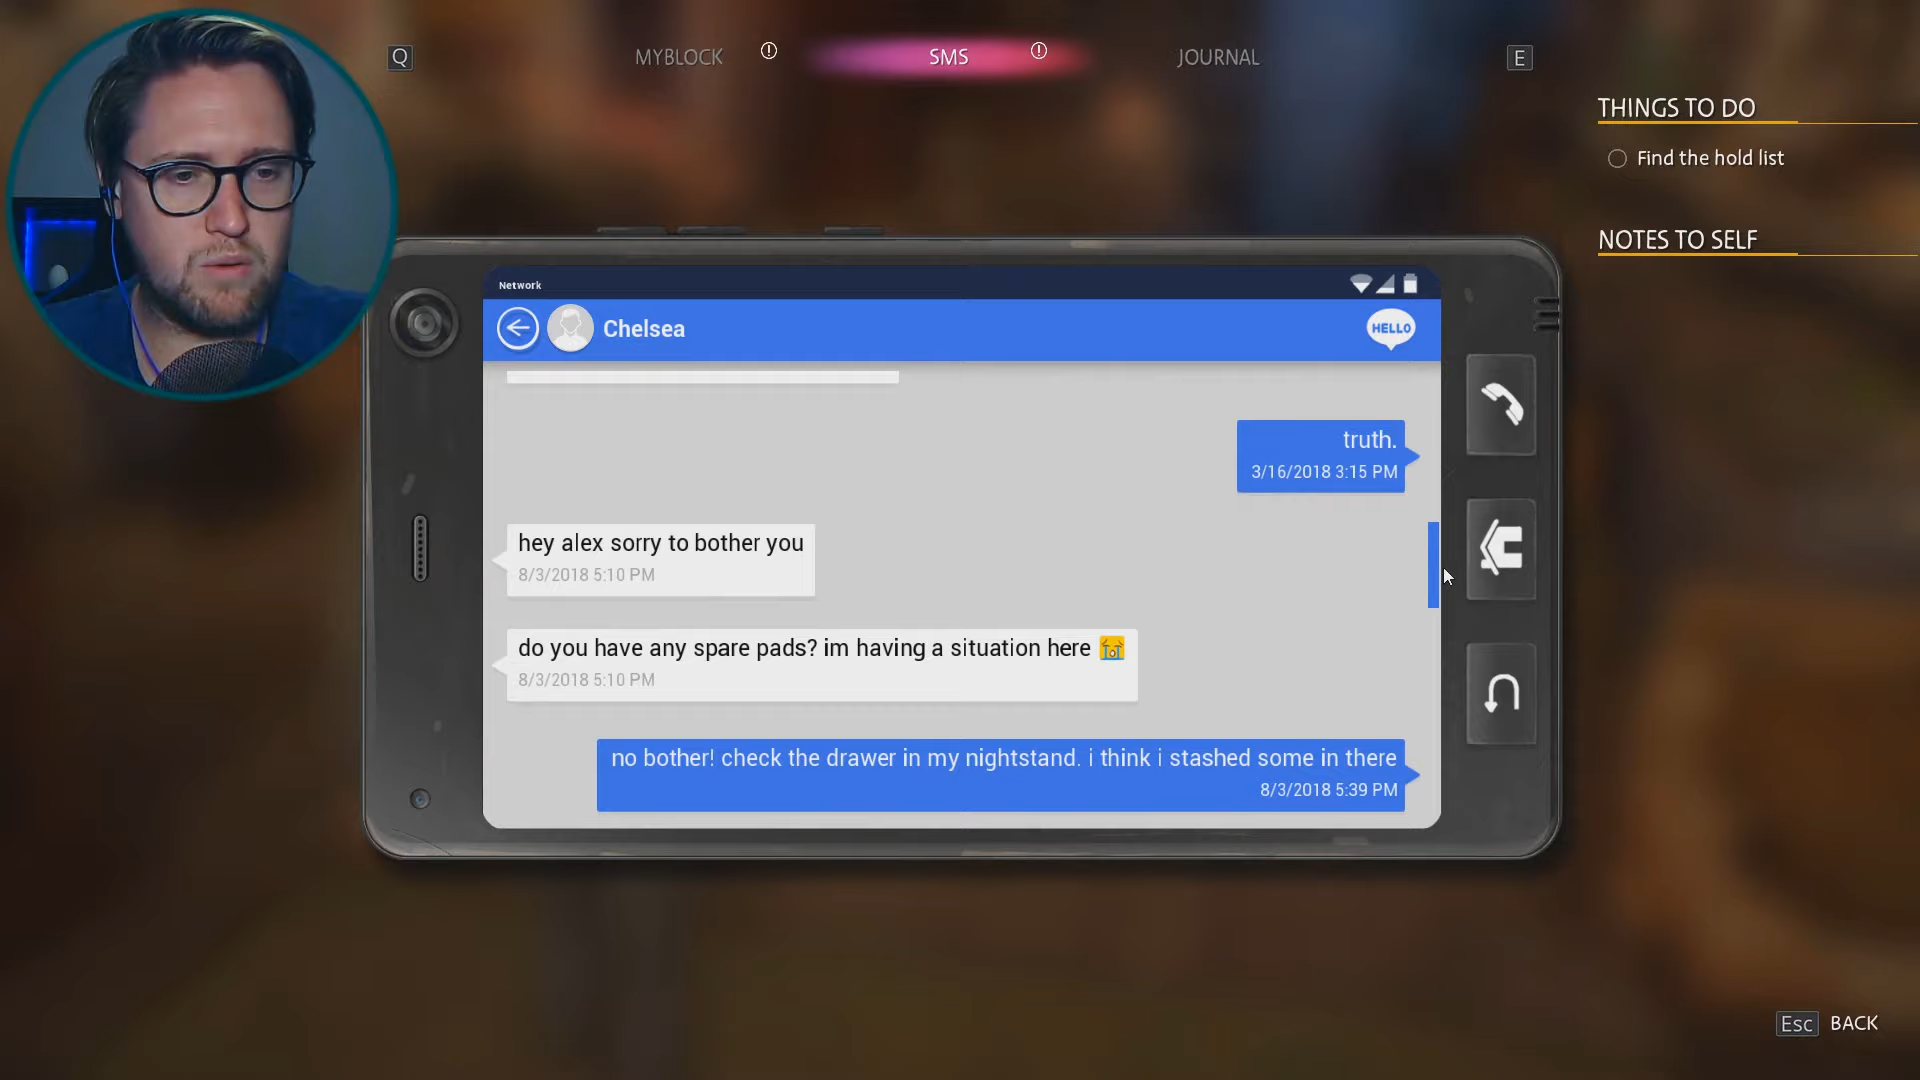 Q
MYBLOCK
SMS
JOURNAL
E
THINGS TO DO
Find the hold list
NOTES TO SELF
Network
Chelsea
HELLO
truth.
3/16/2018 3:15 PM
hey alex sorry to bother you
8/3/2018 5:10 PM
do you have any spare pads? im having a situation here 😭
8/3/2018 5:10 PM
no bother! check the drawer in my nightstand. i think i stashed some in there
8/3/2018 5:39 PM
Esc BACK